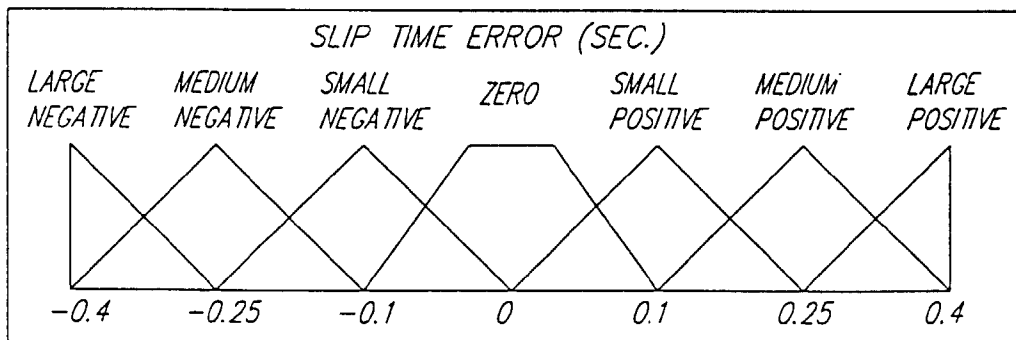 SLIP TIME ERROR (SEC.)
LARGE NEGATIVE
MEDIUM NEGATIVE
SMALL NEGATIVE
ZERO
SMALL POSITIVE
MEDIUM POSITIVE
LARGE POSITIVE
-0.4 -0.25 -0.1 0 0.1 0.25 0.4